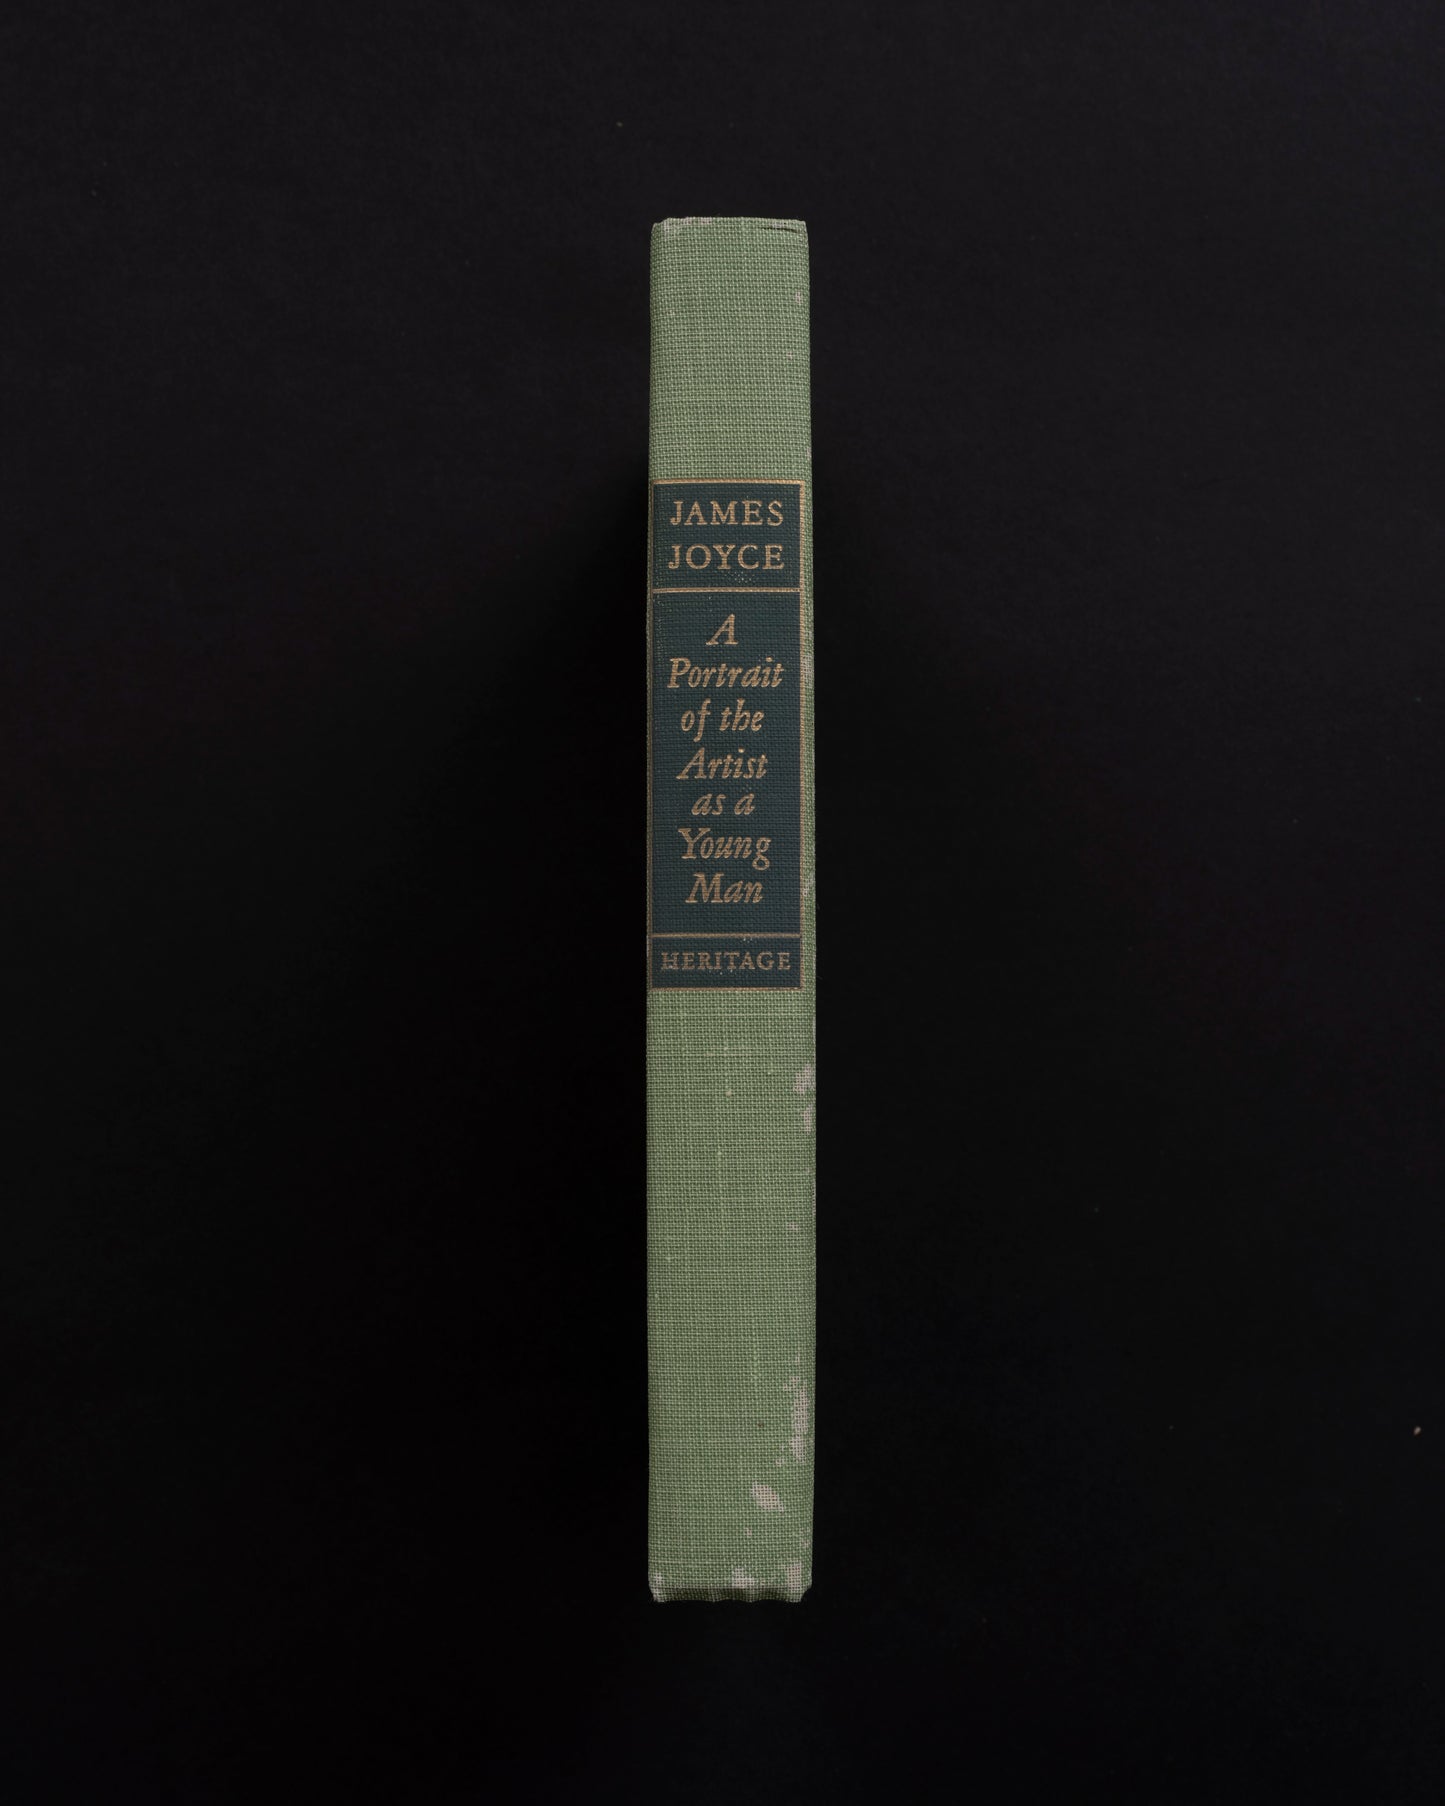 JAMES
JOYCE
A
Portrait
of the
Artist
as a
Young
Man
HERITAGE